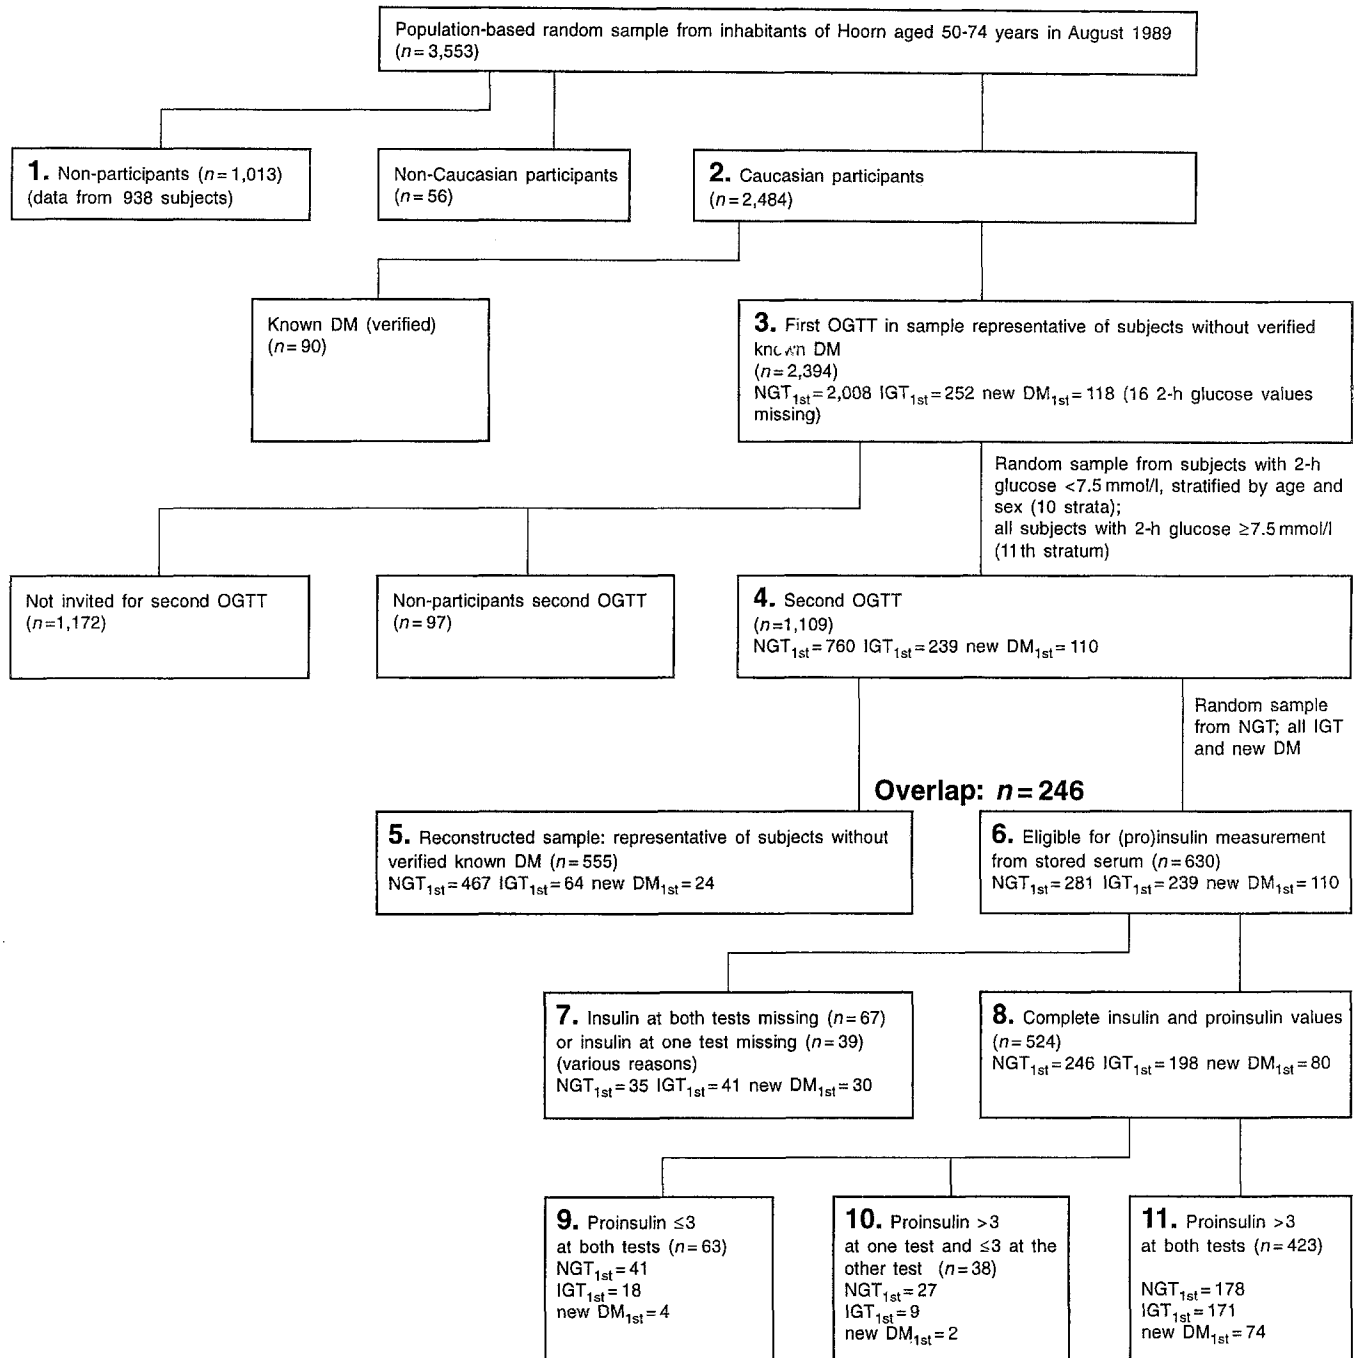 Population-based random sample from inhabitants of Hoorn aged 50-74 years in August 1989
(n=3,553)
1. Non-participants (n=1,013)
(data from 938 subjects)
Non-Caucasian participants
(n=56)
2. Caucasian participants
(n=2,484)
Known DM (verified)
(n=90)
3. First OGTT in sample representative of subjects without verified
known DM
(n=2,394)
NGT1st=2,008 IGT1st=252 new DM1st=118 (16 2-h glucose values
missing)
Random sample from subjects with 2-h
glucose <7.5 mmol/l, stratified by age and
sex (10 strata);
all subjects with 2-h glucose ≥7.5 mmol/l
(11th stratum)
Not invited for second OGTT
(n=1,172)
Non-participants second OGTT
(n=97)
4. Second OGTT
(n=1,109)
NGT1st=760 IGT1st=239 new DM1st=110
Random sample
from NGT; all IGT
and new DM
Overlap: n=246
5. Reconstructed sample: representative of subjects without
verified known DM (n=555)
NGT1st=467 IGT1st=64 new DM1st=24
6. Eligible for (pro)insulin measurement
from stored serum (n=630)
NGT1st=281 IGT1st=239 new DM1st=110
7. Insulin at both tests missing (n=67)
or insulin at one test missing (n=39)
(various reasons)
NGT1st=35 IGT1st=41 new DM1st=30
8. Complete insulin and proinsulin values
(n=524)
NGT1st=246 IGT1st=198 new DM1st=80
9. Proinsulin ≤3
at both tests (n=63)
NGT1st=41
IGT1st=18
new DM1st=4
10. Proinsulin >3
at one test and ≤3 at the
other test (n=38)
NGT1st=27
IGT1st=9
new DM1st=2
11. Proinsulin >3
at both tests (n=423)
NGT1st=178
IGT1st=171
new DM1st=74